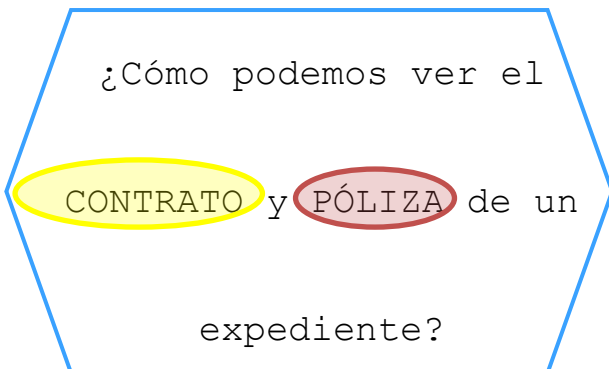 ¿Cómo podemos ver el
CONTRATO y PÓLIZA de un
expediente?